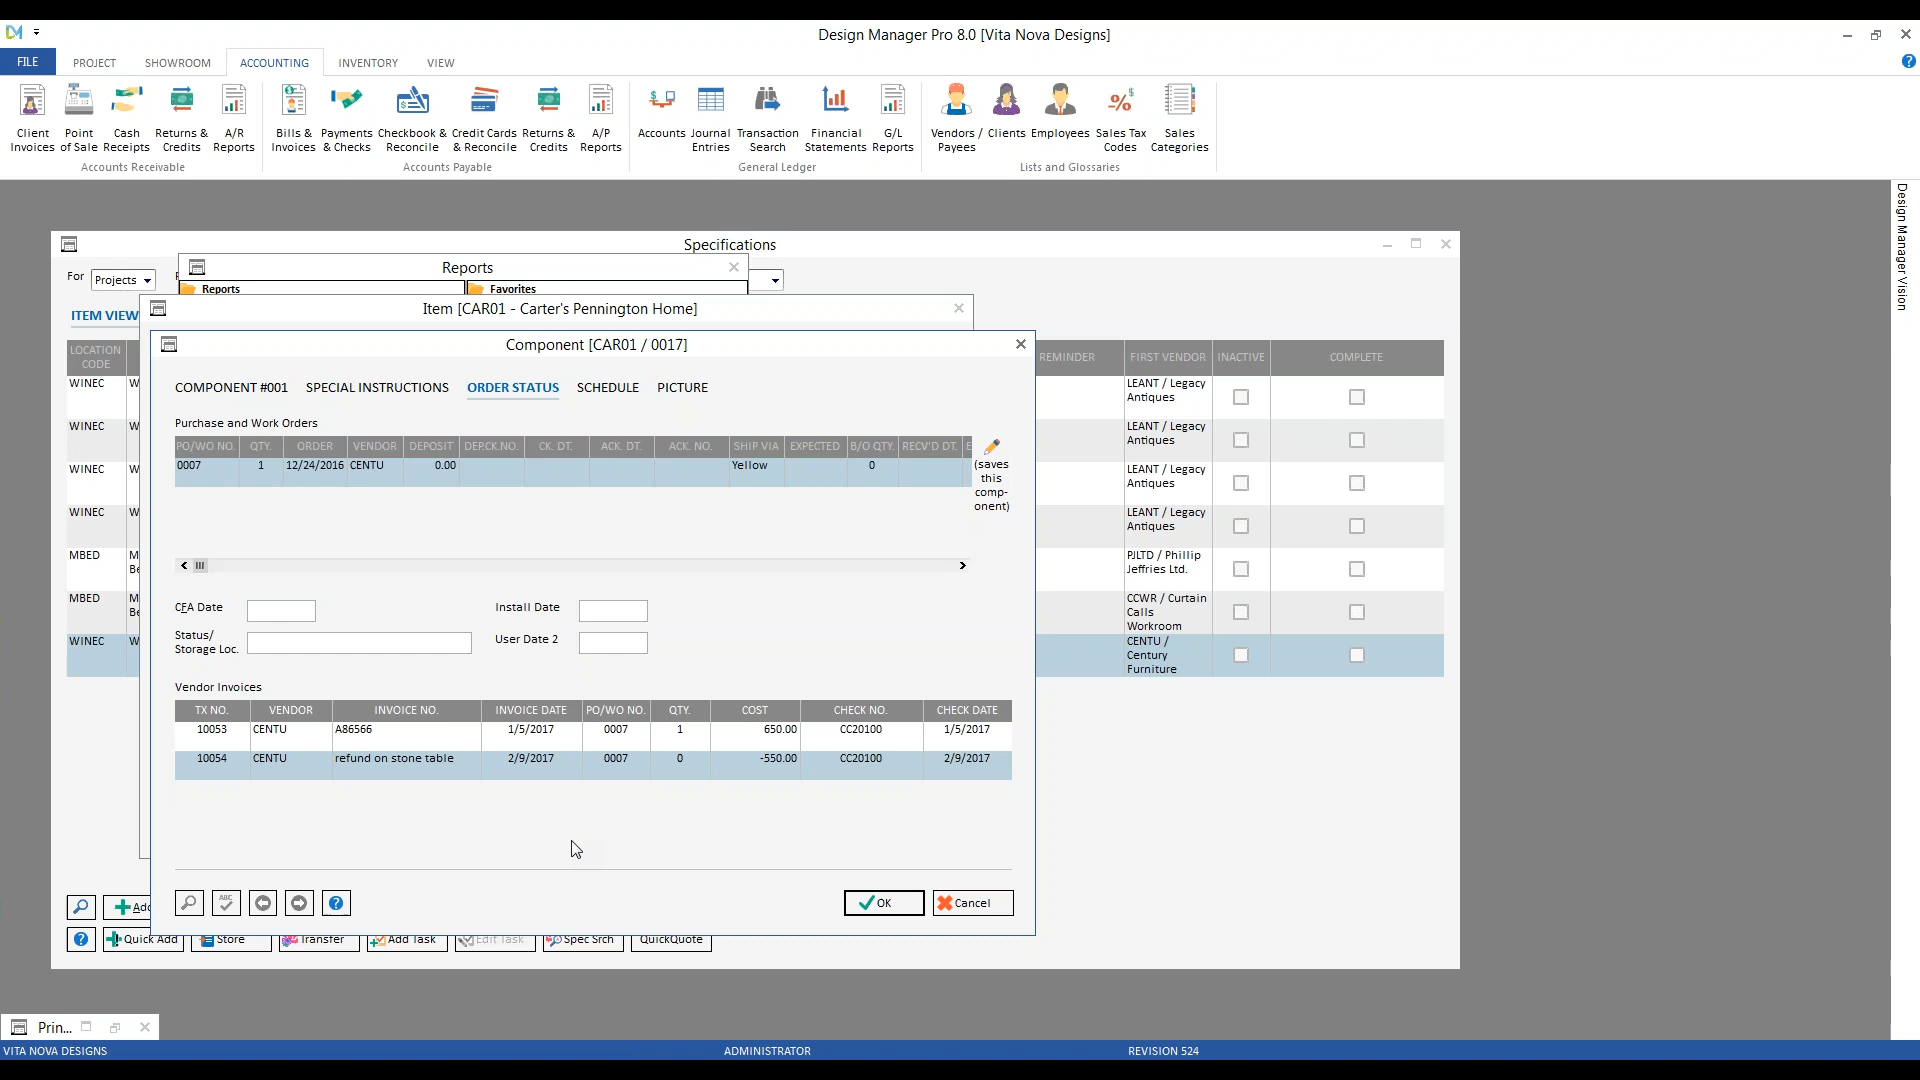 Design Manager Pro 8.0 [Vita Nova Designs]
FILE PROJECT SHOWROOM ACCOUNTING INVENTORY VIEW
Client Invoices
Point of Sale
Cash Receipts
Returns & Credits
A/R Reports
Accounts Receivable
Bills & Invoices
Payments & Checks
Checkbook & Reconcile
Credit Cards & Reconcile
Returns & Credits
A/P Reports
Accounts Payable
Accounts
Journal Entries
Transaction Search
Financial Statements
G/L Reports
General Ledger
Vendors / Payees
Clients
Employees
Sales Tax Codes
Sales Categories
Lists and Glossaries
Design Manager Vision
Specifications
For Projects
Reports
Reports Favorites
ITEM VIEW
Item [CAR01 - Carter's Pennington Home]
Component [CAR01 / 0017]
COMPONENT #001 SPECIAL INSTRUCTIONS ORDER STATUS SCHEDULE PICTURE
Purchase and Work Orders
PO/WO NO. QTY. ORDER VENDOR DEPOSIT DEP.CK.NO. CK. DT. ACK. DT. ACK. NO. SHIP VIA EXPECTED B/O QTY. RECV'D DT. E
0007 1 12/24/2016 CENTU 0.00 Yellow 0
(saves
this
comp-
onent)
CFA Date
Install Date
Status/
Storage Loc.
User Date 2
Vendor Invoices
TX NO. VENDOR INVOICE NO. INVOICE DATE PO/WO NO. QTY. COST CHECK NO. CHECK DATE
10053 CENTU A86566 1/5/2017 0007 1 650.00 CC20100 1/5/2017
10054 CENTU refund on stone table 2/9/2017 0007 0 -550.00 CC20100 2/9/2017
ABC
OK
Cancel
LOCATION
CODE
REMINDER FIRST VENDOR INACTIVE COMPLETE
WINEC W LEANT / Legacy
Antiques
WINEC W LEANT / Legacy
Antiques
WINEC W LEANT / Legacy
Antiques
WINEC W LEANT / Legacy
Antiques
MBED M PJLTD / Phillip
Be Jeffries Ltd.
MBED M CCWR / Curtain
Be Calls
Workroom
WINEC W CENTU /
Century
Furniture
Add
Quick Add Store Transfer Add Task Edit Task Spec Srch QuickQuote
Prin...
VITA NOVA DESIGNS ADMINISTRATOR REVISION 524